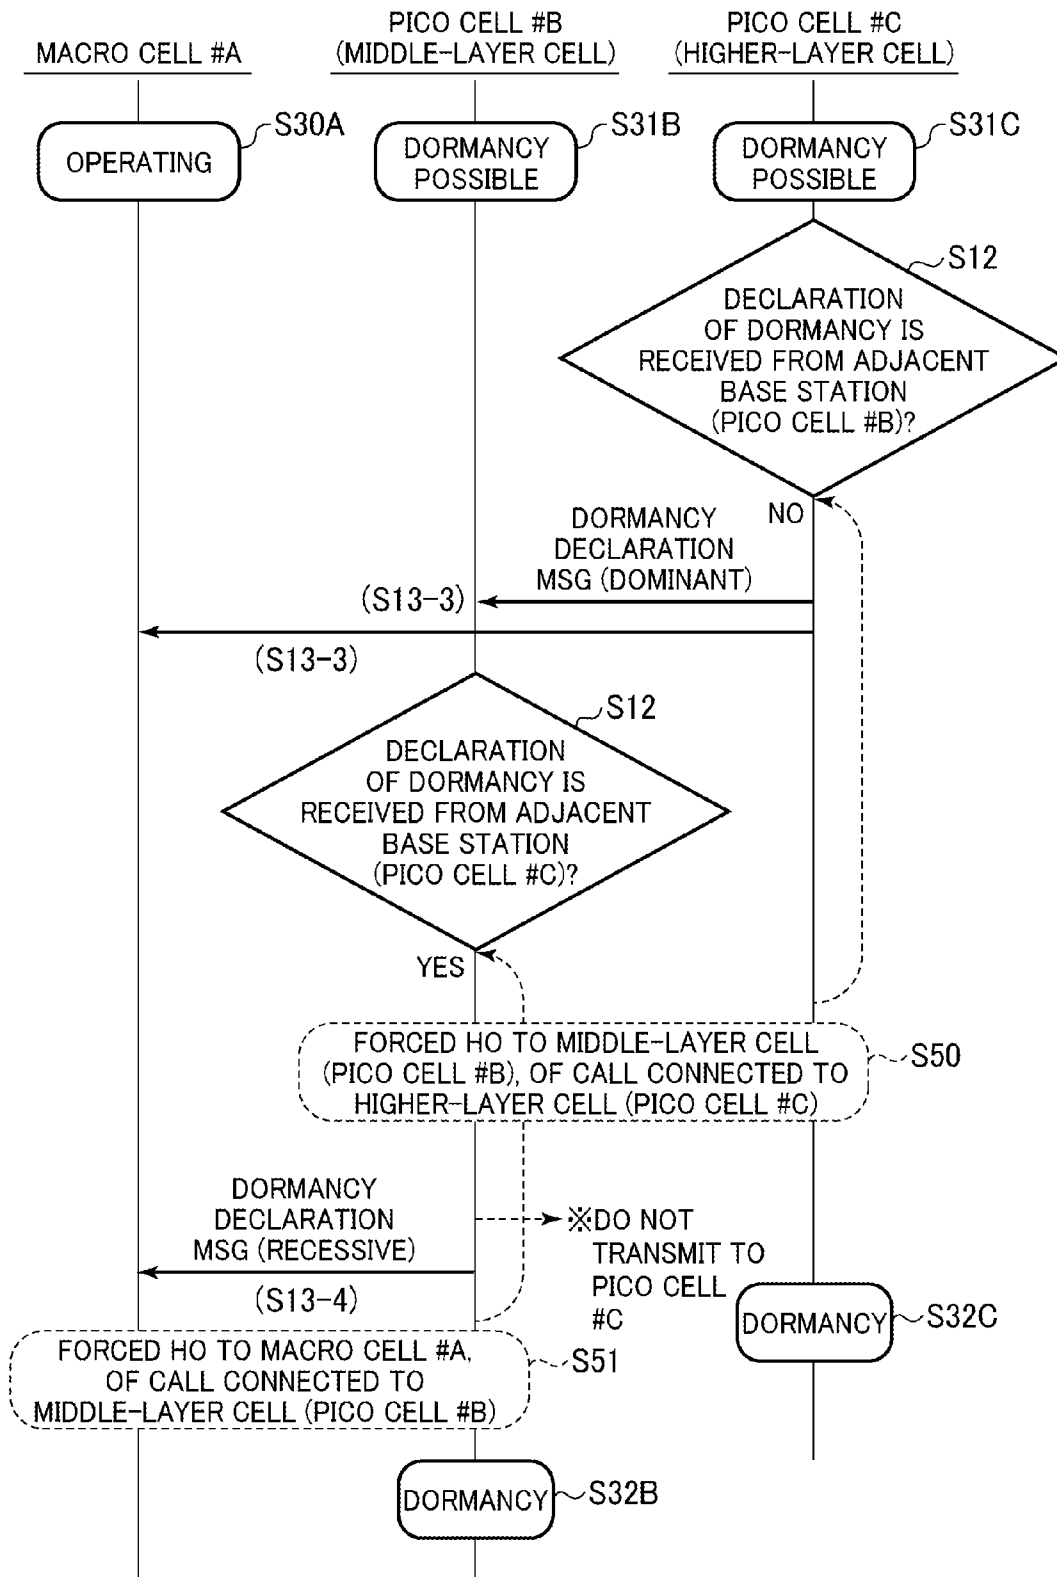 MACRO CELL #A
PICO CELL #B
(MIDDLE-LAYER CELL)
PICO CELL #C
(HIGHER-LAYER CELL)
OPERATING
S30A
DORMANCY
POSSIBLE
S31B
DORMANCY
POSSIBLE
S31C
S12
DECLARATION
OF DORMANCY IS
RECEIVED FROM ADJACENT
BASE STATION
(PICO CELL #B)?
NO
DORMANCY
DECLARATION
MSG (DOMINANT)
(S13-3)
(S13-3)
S12
DECLARATION
OF DORMANCY IS
RECEIVED FROM ADJACENT
BASE STATION
(PICO CELL #C)?
YES
FORCED HO TO MIDDLE-LAYER CELL
(PICO CELL #B), OF CALL CONNECTED TO
HIGHER-LAYER CELL (PICO CELL #C)
S50
DORMANCY
DECLARATION
MSG (RECESSIVE)
(S13-4)
※DO NOT
TRANSMIT TO
PICO CELL
#C
DORMANCY
S32C
FORCED HO TO MACRO CELL #A,
OF CALL CONNECTED TO
MIDDLE-LAYER CELL (PICO CELL #B)
S51
DORMANCY
S32B